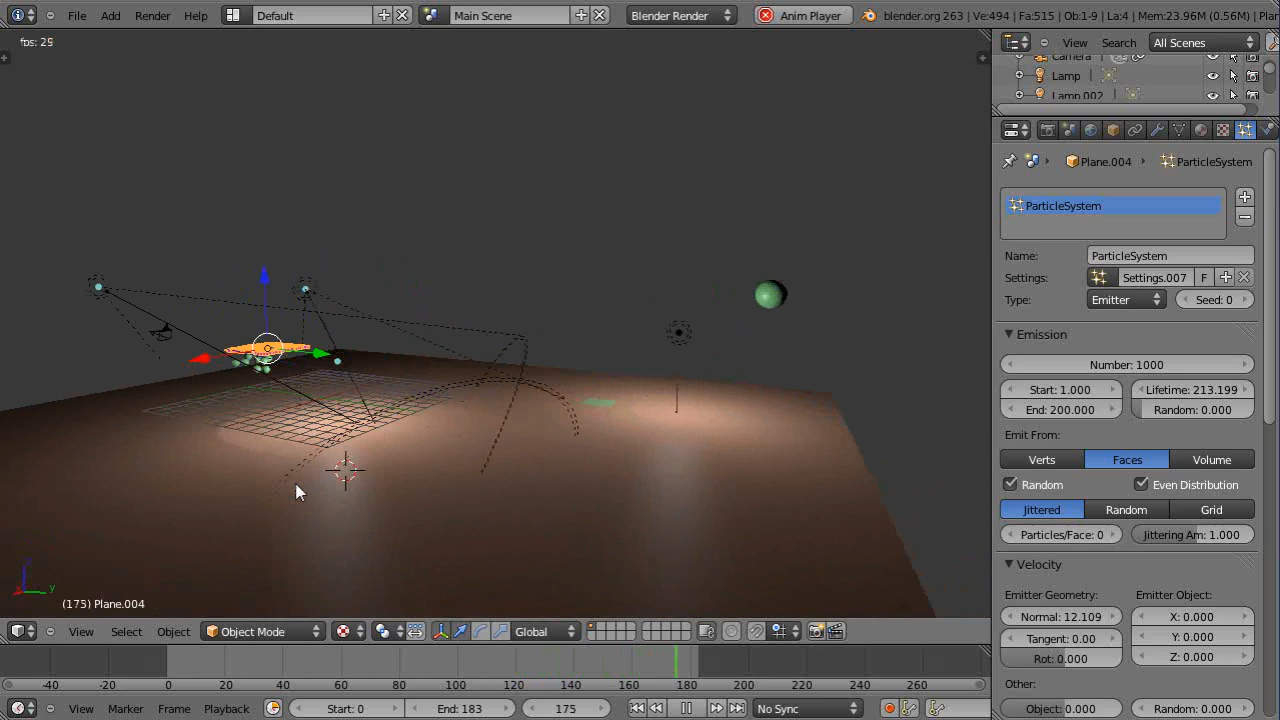 File Add Render Help Default Main Scene Blender Render Anim Player blender.org 263 | Ve:494 | Fa:515 | Ob:1-9 | La:4 | Mem:23.96M (0.56M) |
fps: 29
View Search All Scenes
Camera
Lamp
Lamp.002
Plane.004 ParticleSystem
ParticleSystem
Name: ParticleSystem
Settings: Settings.007 F
Type: Emitter Seed: 0
Emission
Number: 1000
Start: 1.000 Lifetime: 213.199
End: 200.000 Random: 0.000
Emit From:
Verts Faces Volume
Random Even Distribution
Jittered Random Grid
Particles/Face: 0 Jittering Am: 1.000
Velocity
Emitter Geometry: Emitter Object:
Normal: 12.109 X: 0.000
Tangent: 0.00 Y: 0.000
Rot: 0.000 Z: 0.000
Other:
Object: 0.000 Random: 0.000
z
x y
(175) Plane.004
View Select Object Object Mode Global
-40 -20 0 20 40 60 80 100 120 140 160 180 200 220 240 260
View Marker Frame Playback Start: 0 End: 183 175 No Sync